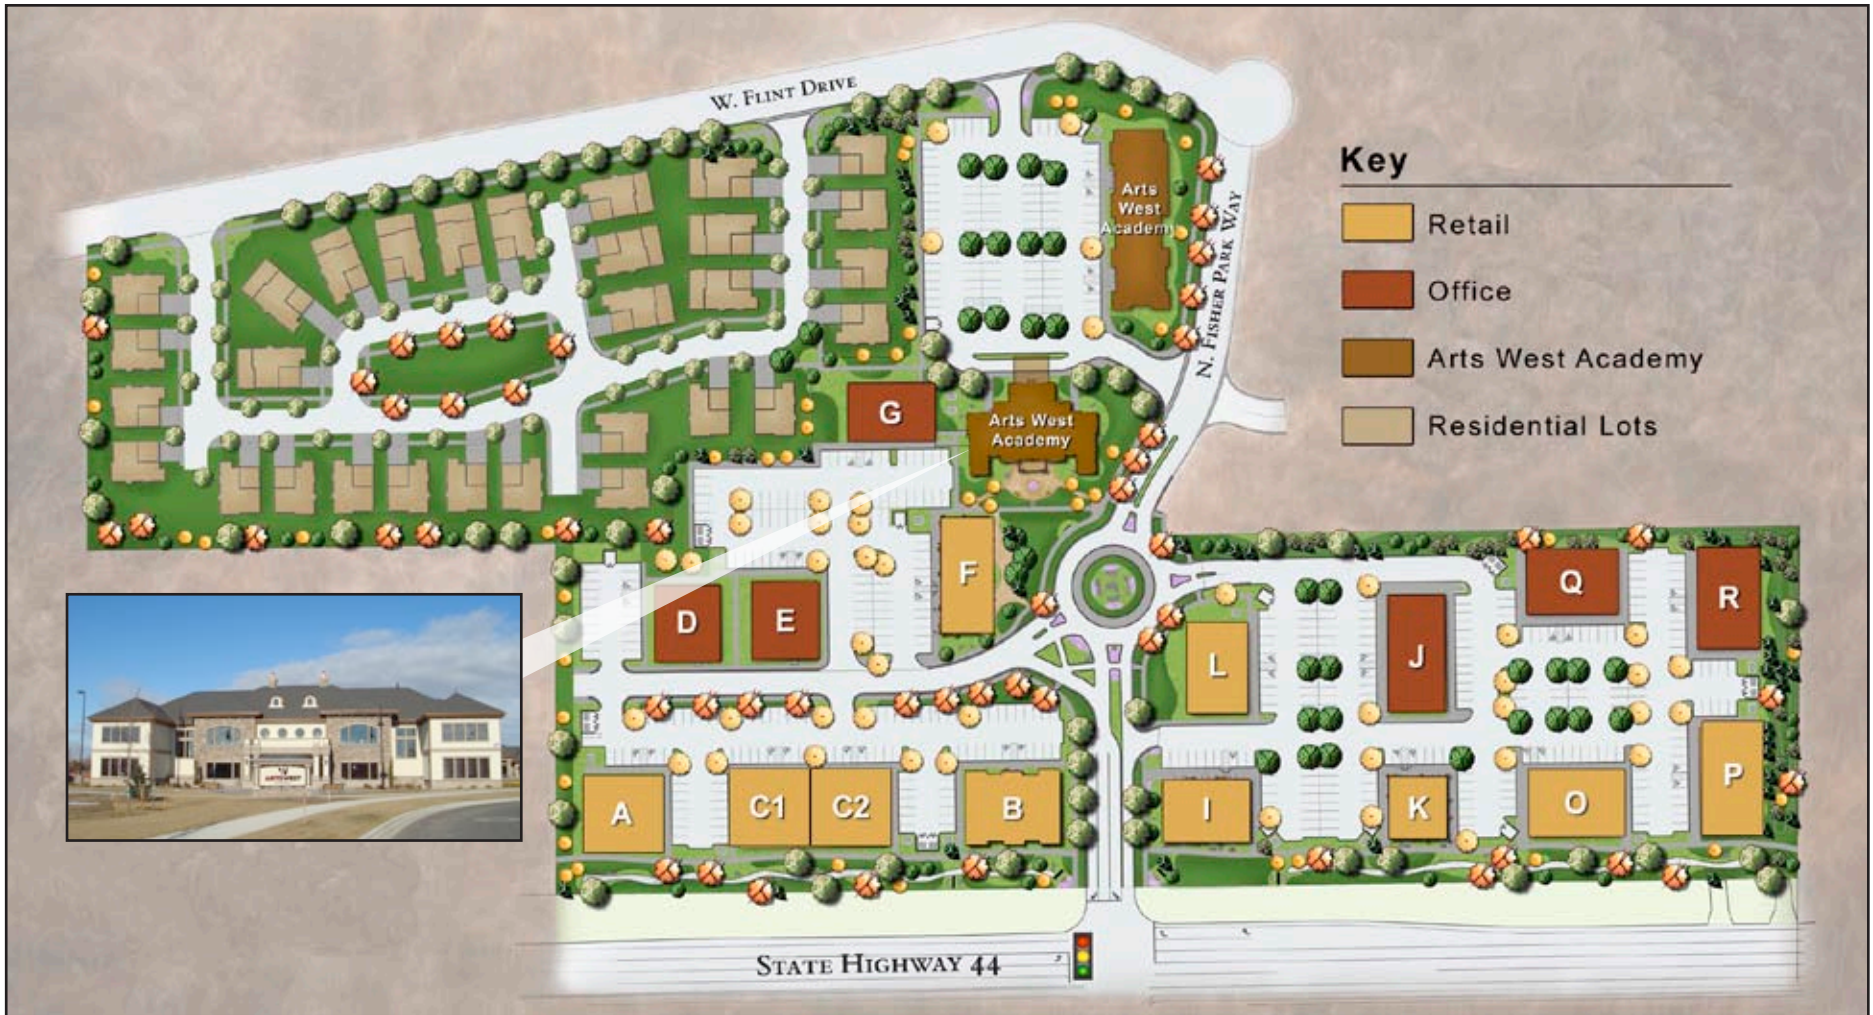 W. FLINT DRIVE
N. FISHER PARK WAY
Arts
West
Academy
Key
Retail
Office
Arts West Academy
Residential Lots
G
Arts West
Academy
F
D
E
L
J
Q
R
A
C1
C2
B
I
K
O
P
STATE HIGHWAY 44